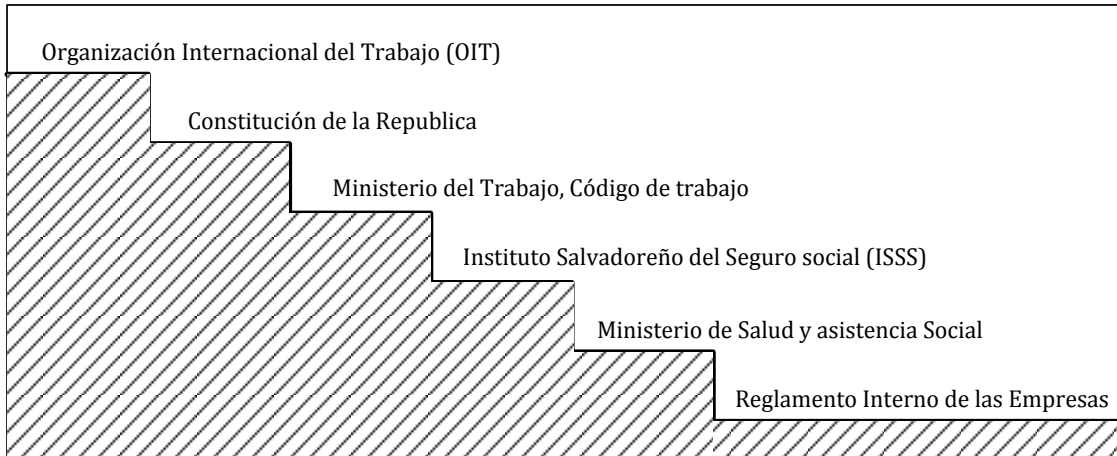 Organización Internacional del Trabajo (OIT)
Constitución de la Republica
Ministerio del Trabajo, Código de trabajo
Instituto Salvadoreño del Seguro social (ISSS)
Ministerio de Salud y asistencia Social
Reglamento Interno de las Empresas